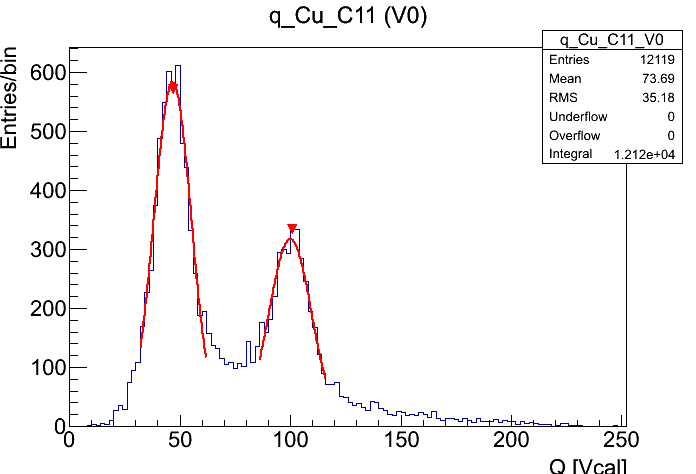 q_Cu_C11 (V0)
q_Cu_C11_V0
Entries 12119
Mean 73.69
RMS 35.18
Underflow 0
Overflow 0
Integral 1.212e+04
Entries/bin
600
500
400
300
200
100
0
0 50 100 150 200 250
Q [Vcal]